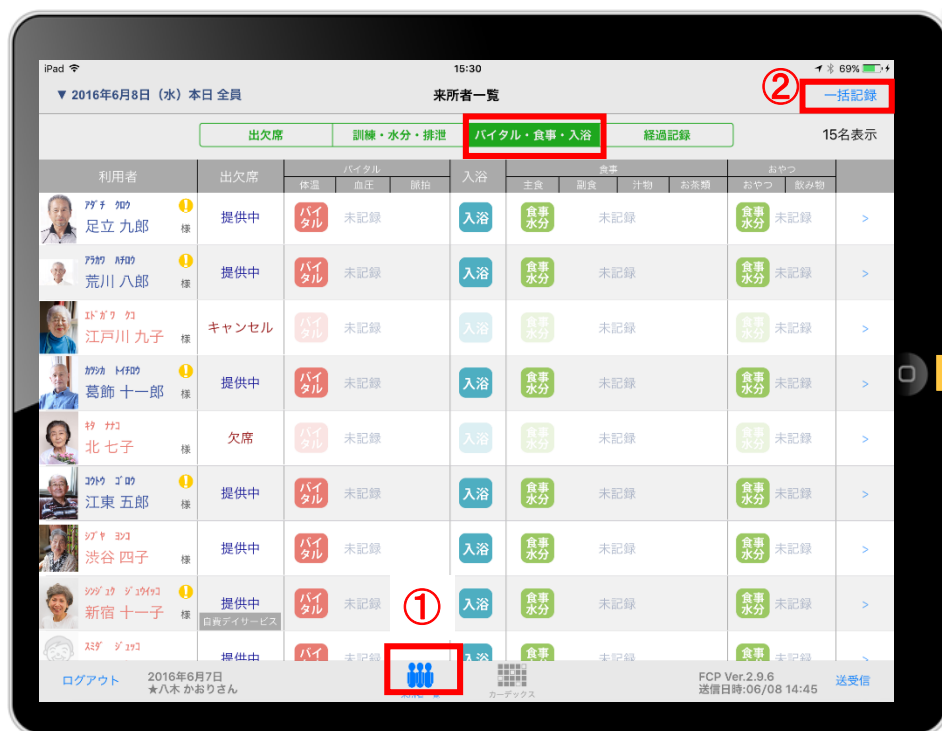 iPad 15:30 69%
▼ 2016年6月8日（水）本日 全員 来所者一覧 ② 一括記録
出欠席 訓練・水分・排泄 バイタル・食事・入浴 経過記録 15名表示
利用者 出欠席 バイタル 入浴 食事 おやつ
体温 血圧 脈拍 主食 副食 汁物 お茶類 おやつ 飲み物
ｱﾀﾞﾁ ｸﾛｳ
足立 九郎 様 提供中 バイタル 未記録 入浴 食事水分 未記録 食事水分 未記録 >
ｱﾗｶﾜ ﾊﾁﾛｳ
荒川 八郎 様 提供中 バイタル 未記録 入浴 食事水分 未記録 食事水分 未記録 >
ｴﾄﾞｶﾞﾜ ｸｺ
江戸川 九子 様 キャンセル バイタル 未記録 入浴 食事水分 未記録 食事水分 未記録 >
ｶﾂｼｶ ﾄｲﾁﾛｳ
葛飾 十一郎 様 提供中 バイタル 未記録 入浴 食事水分 未記録 食事水分 未記録 >
ｷﾀ ﾅﾅｺ
北 七子 様 欠席 バイタル 未記録 入浴 食事水分 未記録 食事水分 未記録 >
ｺｳﾄｳ ｺﾞﾛｳ
江東 五郎 様 提供中 バイタル 未記録 入浴 食事水分 未記録 食事水分 未記録 >
ｼﾌﾞﾔ ﾖﾝｺ
渋谷 四子 様 提供中 バイタル 未記録 入浴 食事水分 未記録 食事水分 未記録 >
ｼﾝｼﾞｭｸ ｼﾞｭｳｲﾁｺ
新宿 十一子 様 提供中 バイタル 未記録 ① 入浴 食事水分 未記録 食事水分 未記録 >
自費デイサービス
ｽﾐﾀﾞ ｼﾞｭｳｺ
提供中 バイ 未記録 入浴 食事 未記録 食事 未記録
ログアウト 2016年6月7日 FCP Ver.2.9.6 送受信
★八木 かおりさん カーデックス 送信日時:06/08 14:45